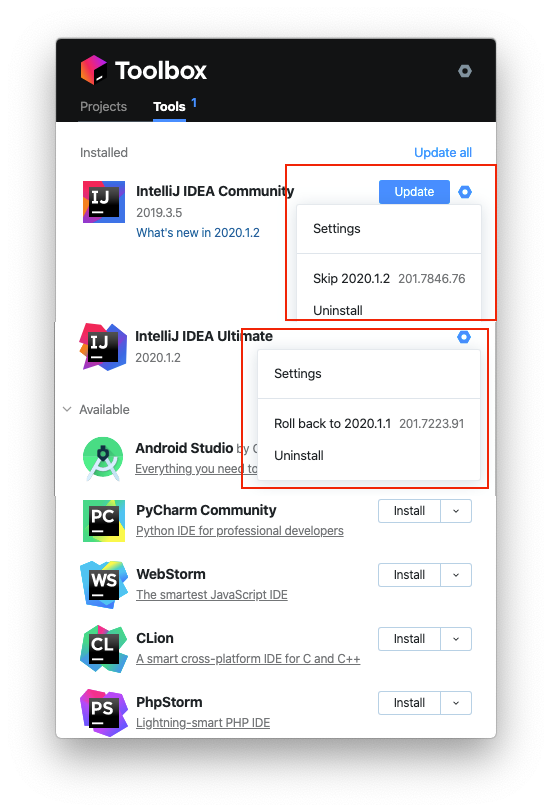 Toolbox
Projects Tools 1
Installed Update all
IJ IntelliJ IDEA Community Update
2019.3.5
What's new in 2020.1.2
Settings
Skip 2020.1.2 201.7846.76
Uninstall
IJ IntelliJ IDEA Ultimate
2020.1.2
Settings
Available
Roll back to 2020.1.1 201.7223.91
Android Studio by
Everything you need to
Uninstall
PC PyCharm Community Install
Python IDE for professional developers
WS WebStorm Install
The smartest JavaScript IDE
CL CLion Install
A smart cross-platform IDE for C and C++
PS PhpStorm Install
Lightning-smart PHP IDE